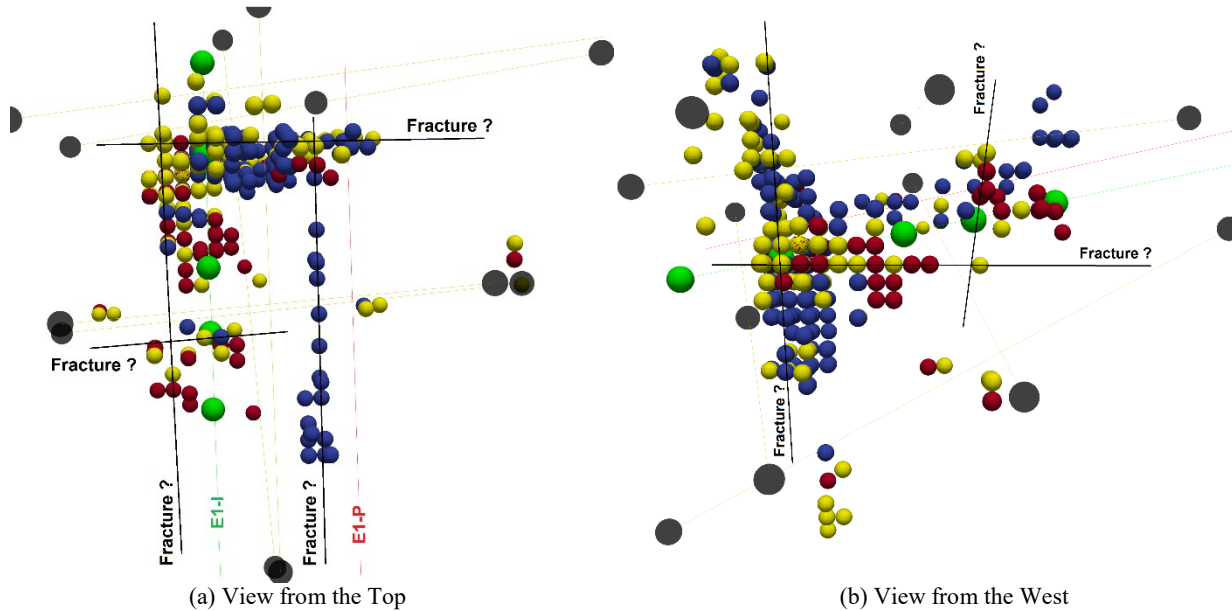 Fracture ?
Fracture ?
Fracture ?
Fracture ?
E1-I
E1-P
(a) View from the Top
Fracture ?
Fracture ?
Fracture ?
(b) View from the West